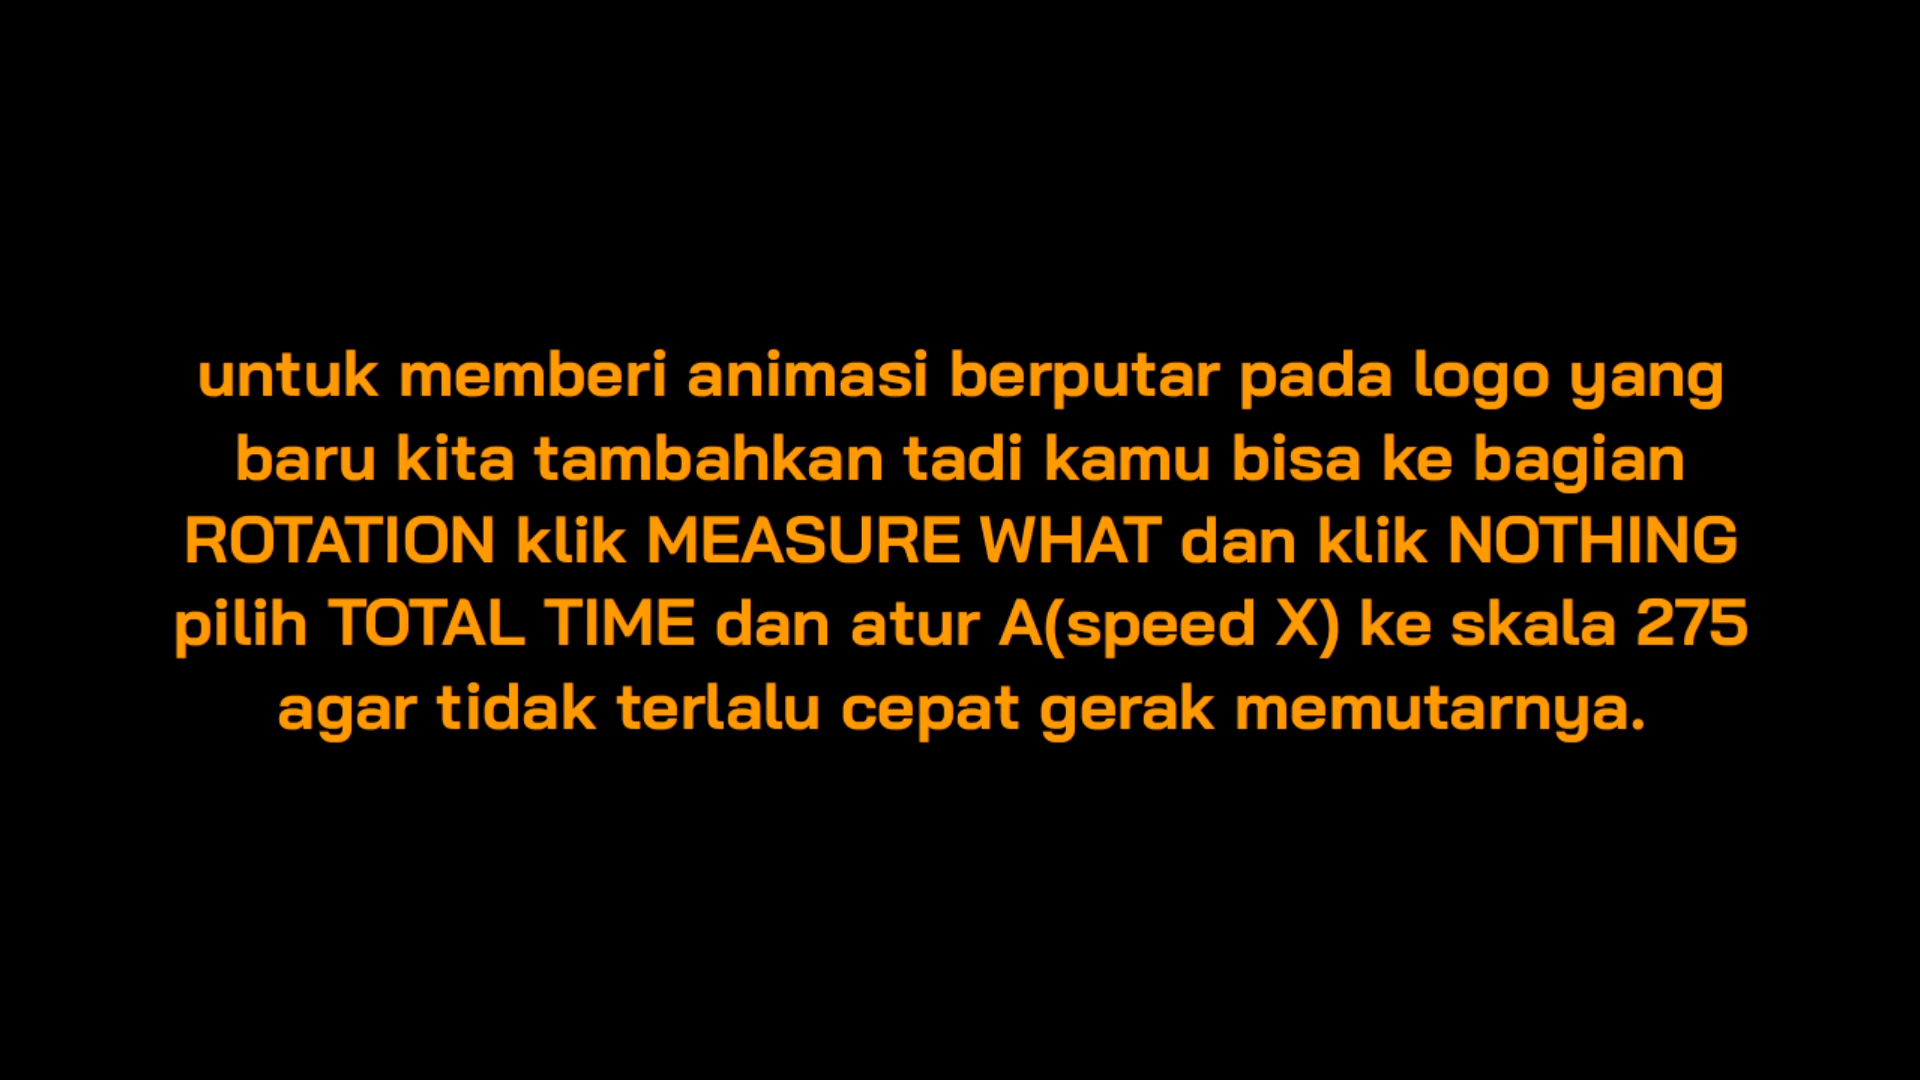 untuk memberi animasi berputar pada logo yang
baru kita tambahkan tadi kamu bisa ke bagian
ROTATION klik MEASURE WHAT dan klik NOTHING
pilih TOTAL TIME dan atur A(speed X) ke skala 275
agar tidak terlalu cepat gerak memutarnya.